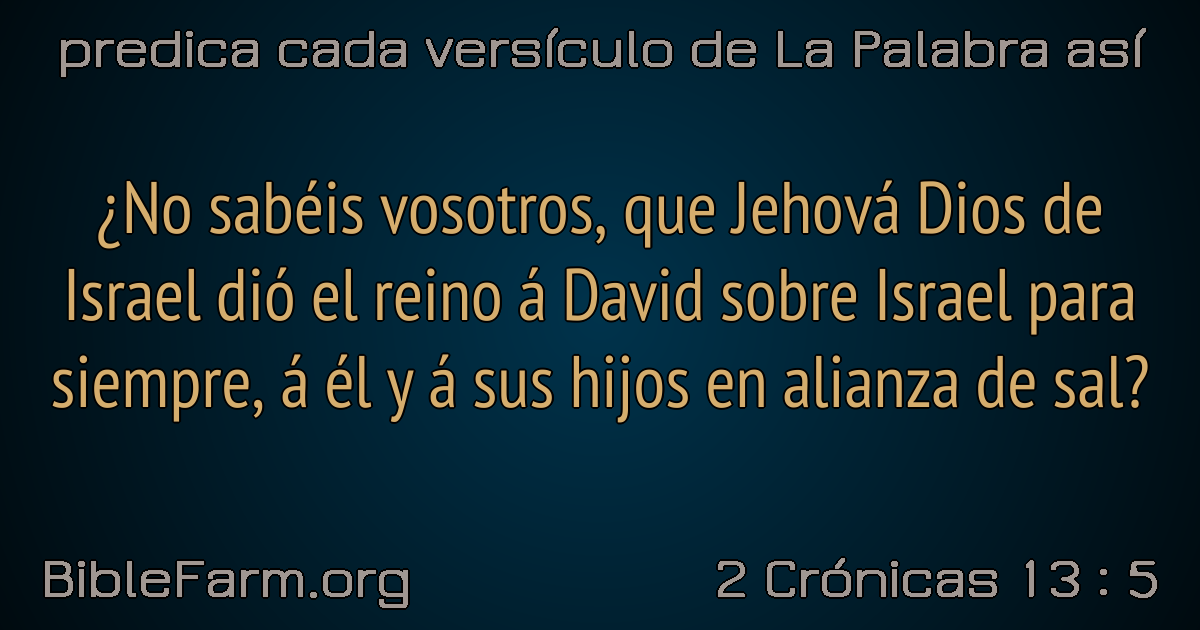 predica cada versículo de La Palabra así
¿No sabéis vosotros, que Jehová Dios de
Israel dió el reino á David sobre Israel para
siempre, á él y á sus hijos en alianza de sal?
BibleFarm.org
2 Crónicas 13 : 5